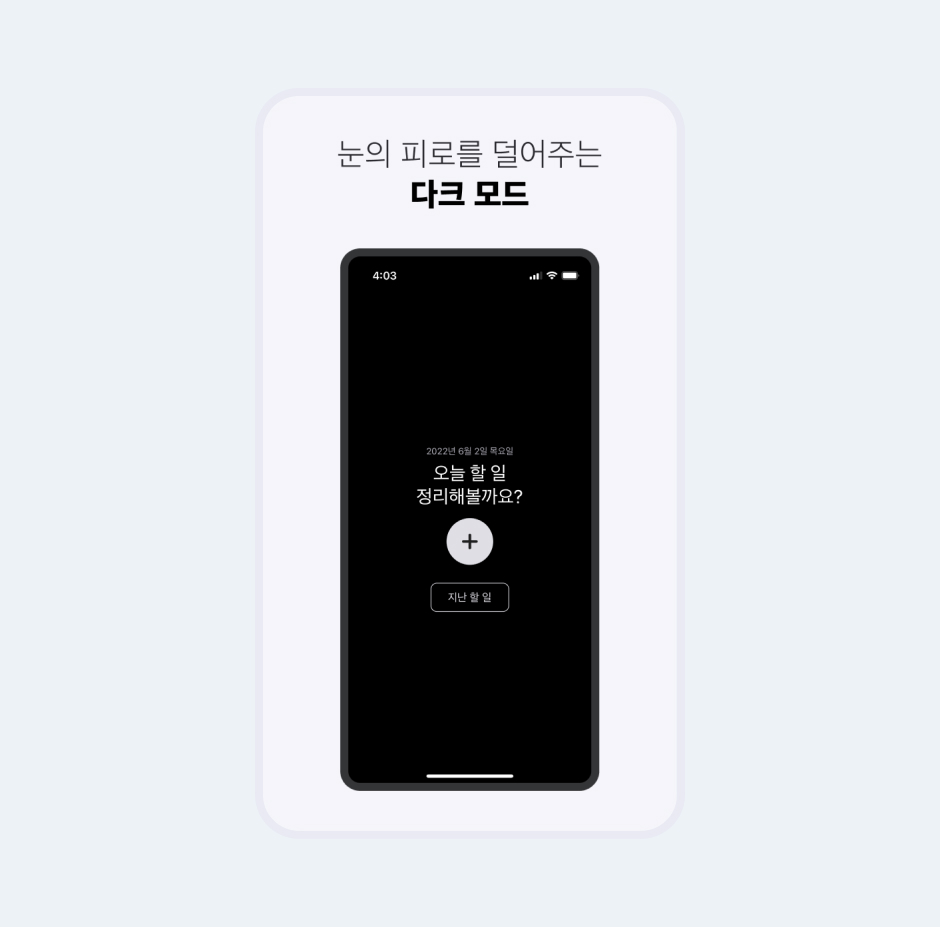 눈의 피로를 덜어주는
다크 모드
4:03
2022년 6월 2일 목요일
오늘 할 일
정리해볼까요?
+
지난 할 일